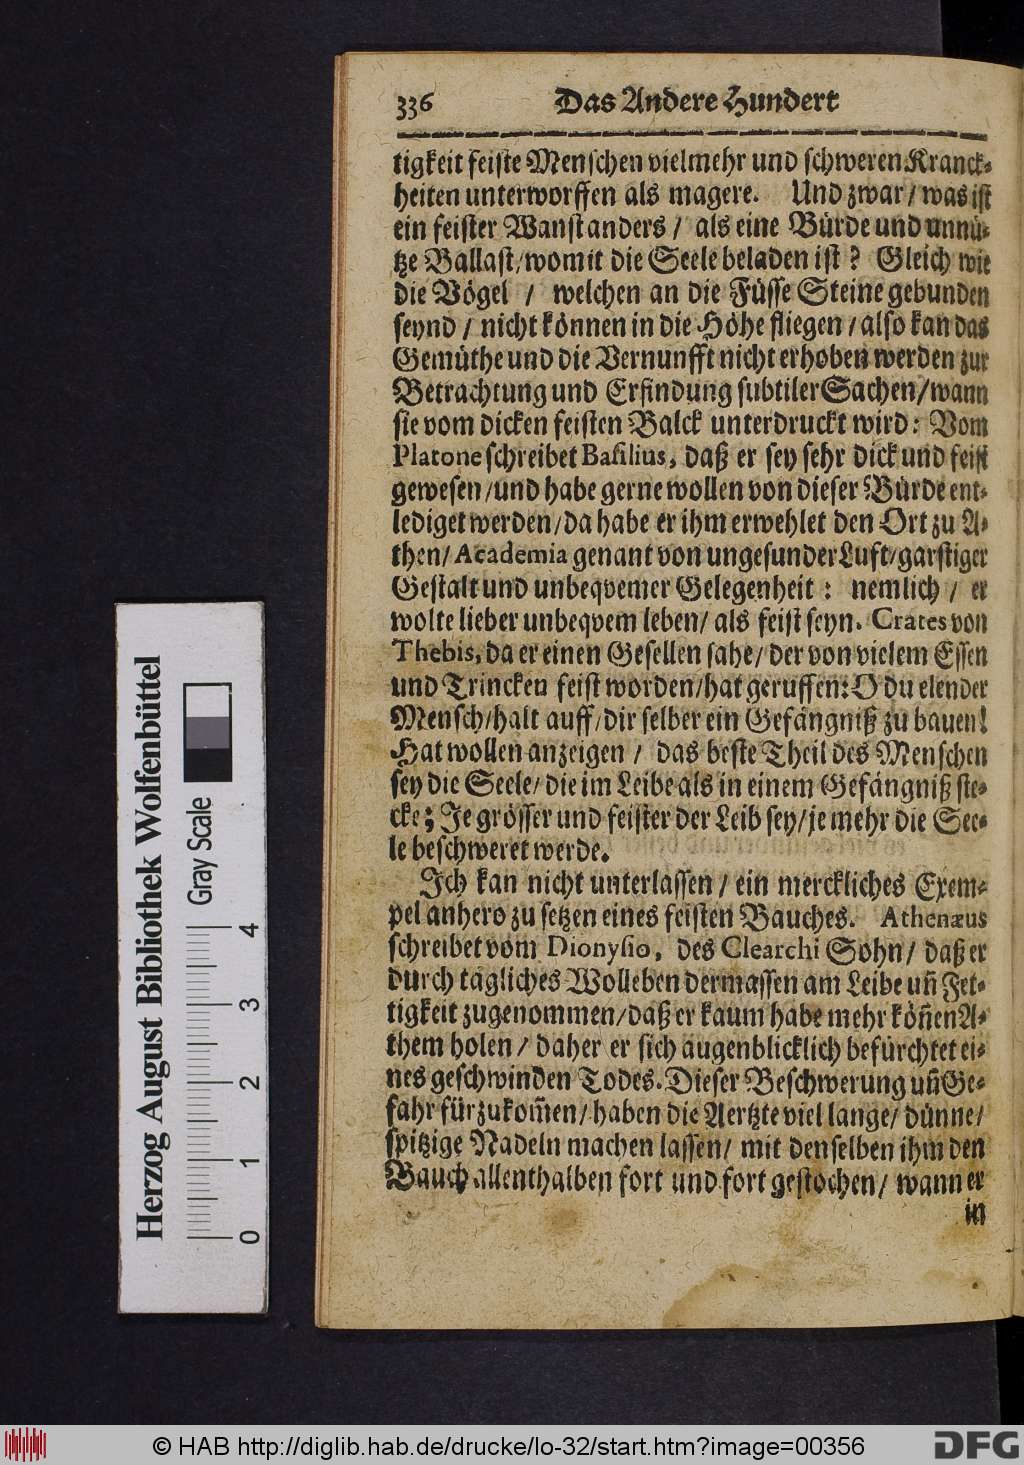 336 Das Andere Hundert
tigkeit feiste Menschen vielmehr und schweren Kranck-
heiten unterworffen als magere. Und zwar / was ist
ein feister Wanst anders / als eine Bürde und unnü-
tze Ballast / womit die Seele beladen ist? Gleich wie
die Vögel / welchen an die Füsse Steine gebunden
seynd / nicht können in die Höhe fliegen / also kan das
Gemüthe und die Vernunfft nicht erhoben werden zur
Betrachtung und Erfindung subtiler Sachen / wann
sie vom dicken feisten Balck unterdruckt wird: Vom
Platone schreibet Basilius, daß er sey sehr dick und feist
gewesen / und habe gerne wollen von dieser Bürde ent-
lediget werden / da habe er ihm erwehlet den Ort zu A-
then / Academia genant von ungesunder Luft / garstiger
Gestalt und unbeqvemer Gelegenheit: nemlich / er
wolte lieber unbeqvem leben / als feist seyn. Crates von
Thebis, da er einen Gesellen sahe / der von vielem Essen
und Trincken feist worden / hat geruffen: O du elender
Mensch / halt auff / dir selber ein Gefängniß zu bauen!
Hat wollen anzeigen / das beste Theil des Menschen
sey die Seele / die im Leibe als in einem Gefängniß ste-
cke; Je grösser und feister der Leib sey / je mehr die See-
le beschweret werde.
Ich kan nicht unterlassen / ein merckliches Exem-
pel anhero zu setzen eines feisten Bauches. Athenæus
schreibet vom Dionysio, des Clearchi Sohn / daß er
durch tägliches Wolleben dermassen am Leibe uñ Fet-
tigkeit zugenommen / daß er kaum habe mehr köñen A-
them holen / daher er sich augenblicklich befürchtet ei-
nes geschwinden Todes. Dieser Beschwerung uñ Ge-
fahr fürzukom̃en / haben die Aertzte viel lange / dünne /
spitzige Nadeln machen lassen / mit denselben ihm den
Bauch allenthalben fort und fort gestochen / wann er
in
Herzog August Bibliothek Wolfenbüttel
Gray Scale
0 1 2 3 4
© HAB http://diglib.hab.de/drucke/lo-32/start.htm?image=00356
DFG